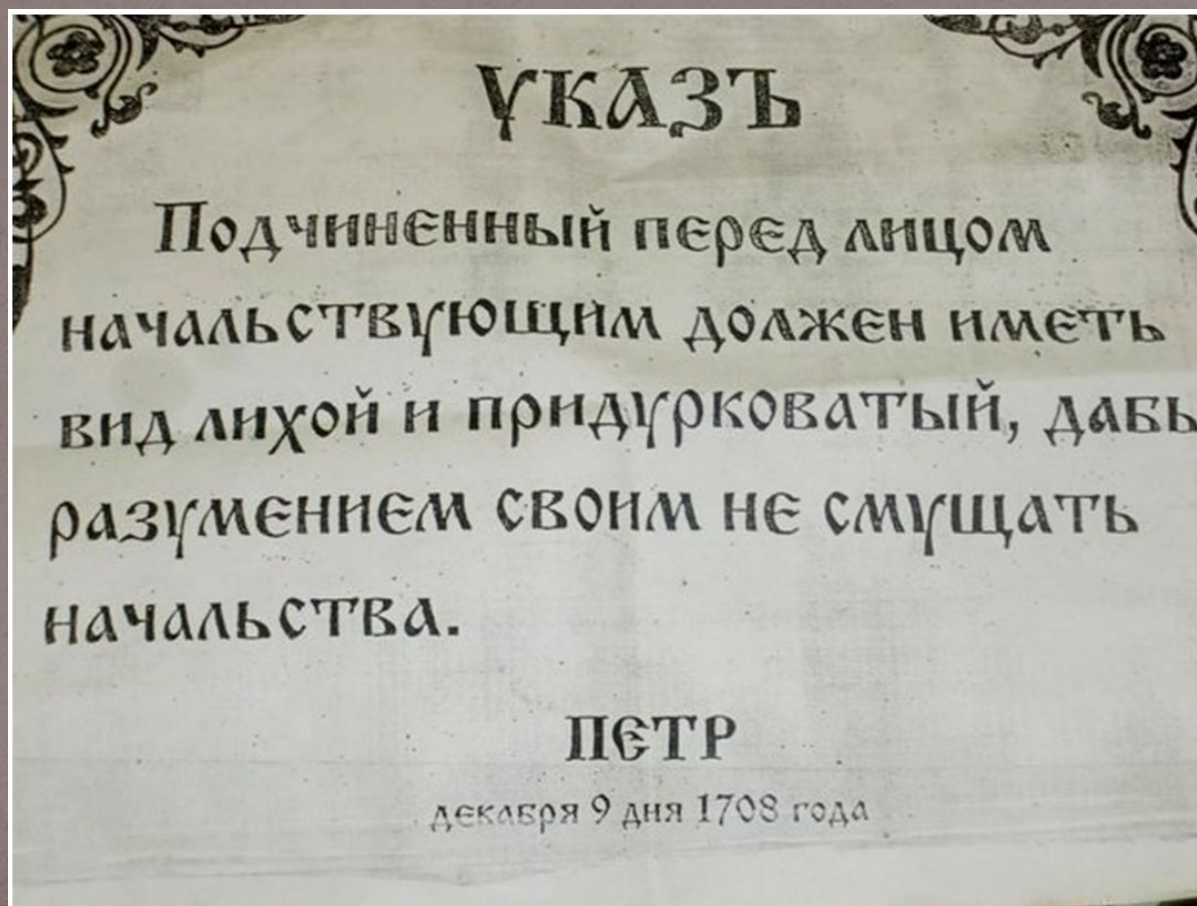 УКАЗЪ
Подчиненный перед лицом
начальствующим должен иметь
вид лихой и придурковатый, дабы
разумением своим не смущать
начальства.
ПЕТР
декабря 9 дня 1708 года